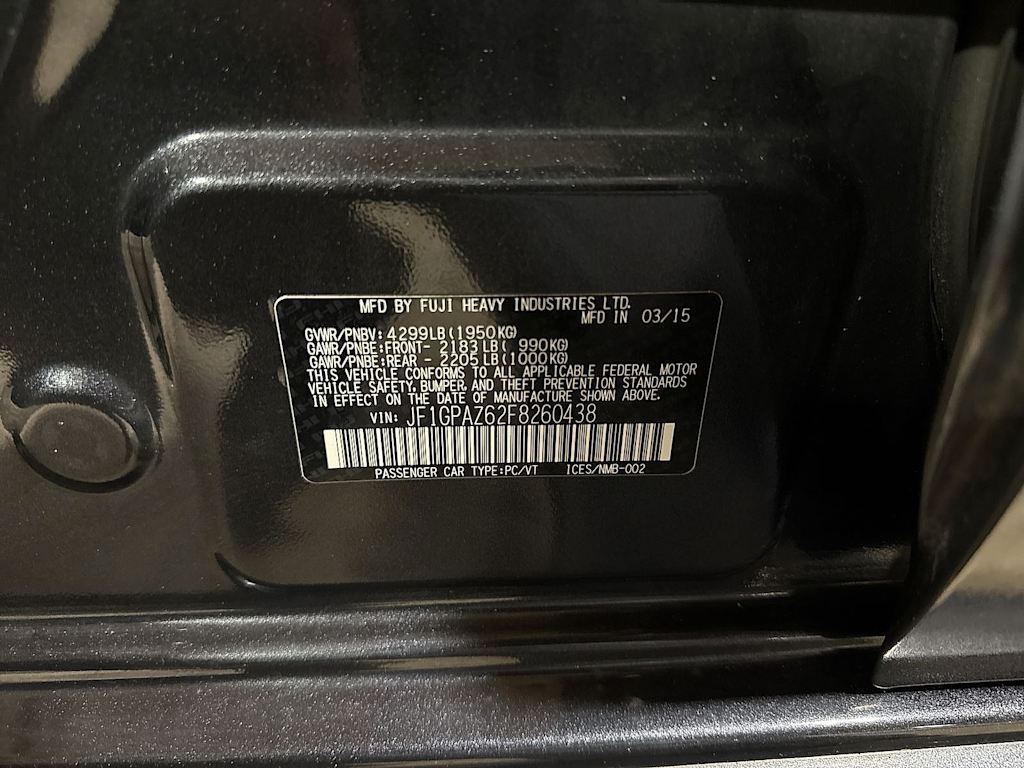 MFD BY FUJI HEAVY INDUSTRIES LTD.
MFD IN 03/15
GVWR/PNBV: 4299LB(1950KG)
GAWR/PNBE:FRONT- 2183LB( 990KG)
GAWR/PNBE:REAR - 2205LB(1000KG)
THIS VEHICLE CONFORMS TO ALL APPLICABLE FEDERAL MOTOR
VEHICLE SAFETY, BUMPER, AND THEFT PREVENTION STANDARDS
IN EFFECT ON THE DATE OF MANUFACTURE SHOWN ABOVE.
VIN: JF1GPAZ62F8260438
PASSENGER CAR TYPE:PC/VT ICES/NMB-002